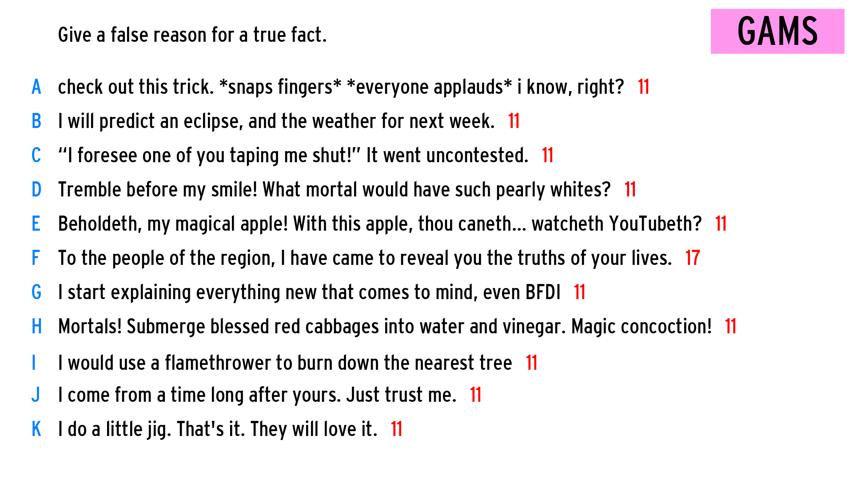 Give a false reason for a true fact.
GAMS
A check out this trick. *snaps fingers* *everyone applauds* i know, right? 11
B I will predict an eclipse, and the weather for next week. 11
C “I foresee one of you taping me shut!” It went uncontested. 11
D Tremble before my smile! What mortal would have such pearly whites? 11
E Beholdeth, my magical apple! With this apple, thou caneth... watcheth YouTubeth? 11
F To the people of the region, I have came to reveal you the truths of your lives. 17
G I start explaining everything new that comes to mind, even BFDI 11
H Mortals! Submerge blessed red cabbages into water and vinegar. Magic concoction! 11
I I would use a flamethrower to burn down the nearest tree 11
J I come from a time long after yours. Just trust me. 11
K I do a little jig. That's it. They will love it. 11